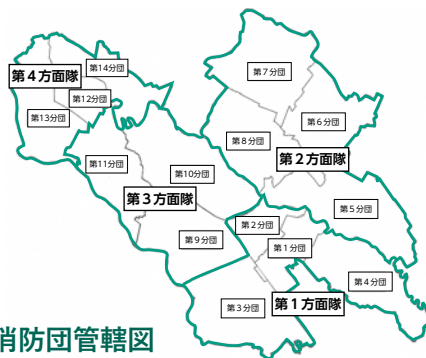 第7分団
第14分団
第4方面隊
第12分団
第13分団
第6分団
第8分団
第2方面隊
第11分団
第10分団
第3方面隊
第5分団
第2分団
第9分団
第1分団
第4分団
第3分団
第1方面隊
消防団管轄図